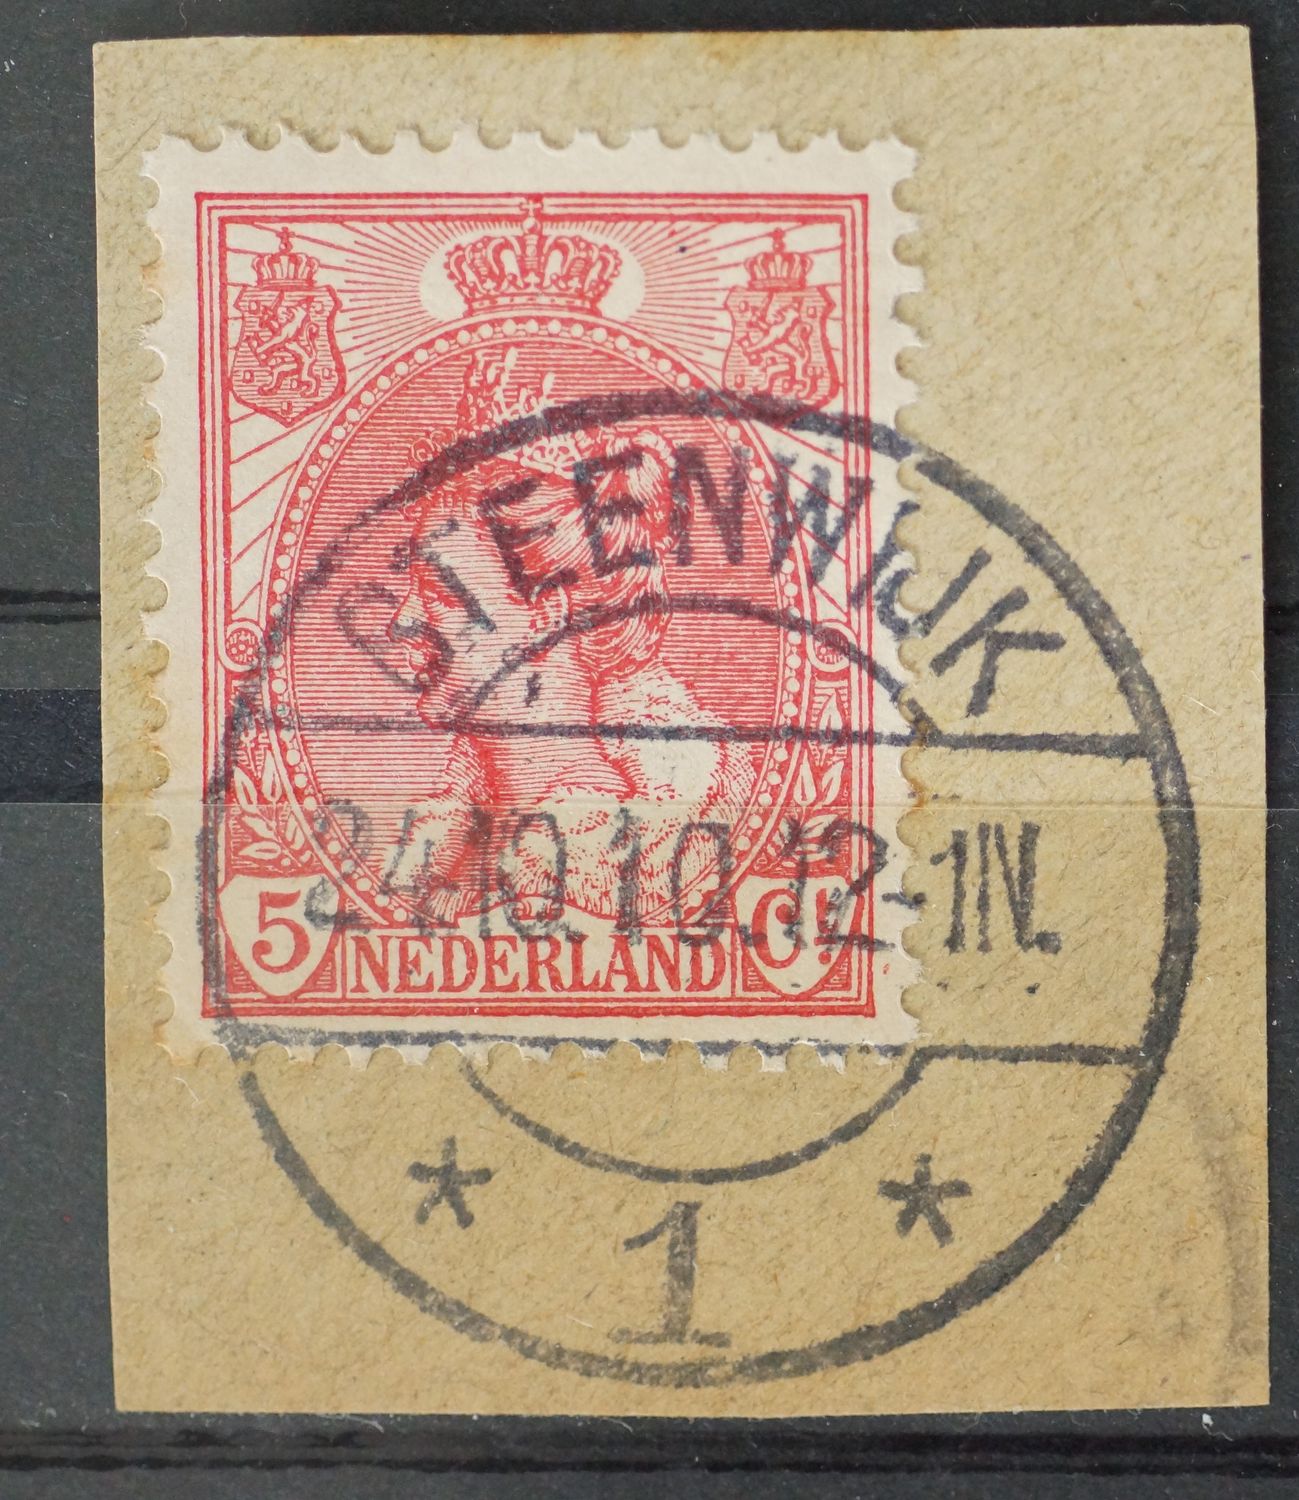 STEENWIJK
24.10.10.12-1N.
5 NEDERLAND Ct
* 1 *